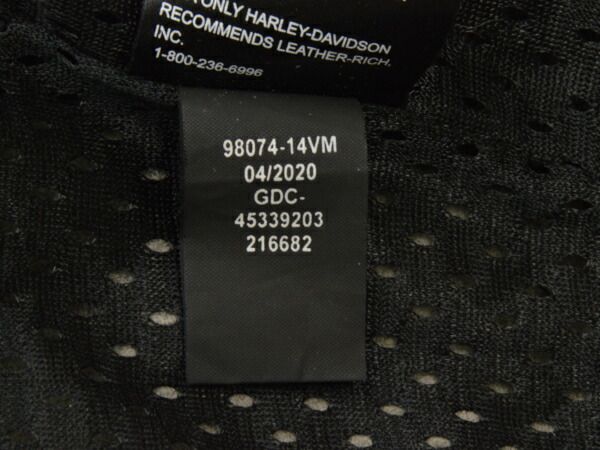 ONLY HARLEY-DAVIDSON
RECOMMENDS LEATHER-RICH,
INC.
1-800-236-6996
98074-14VM
04/2020
GDC-
45339203
216682